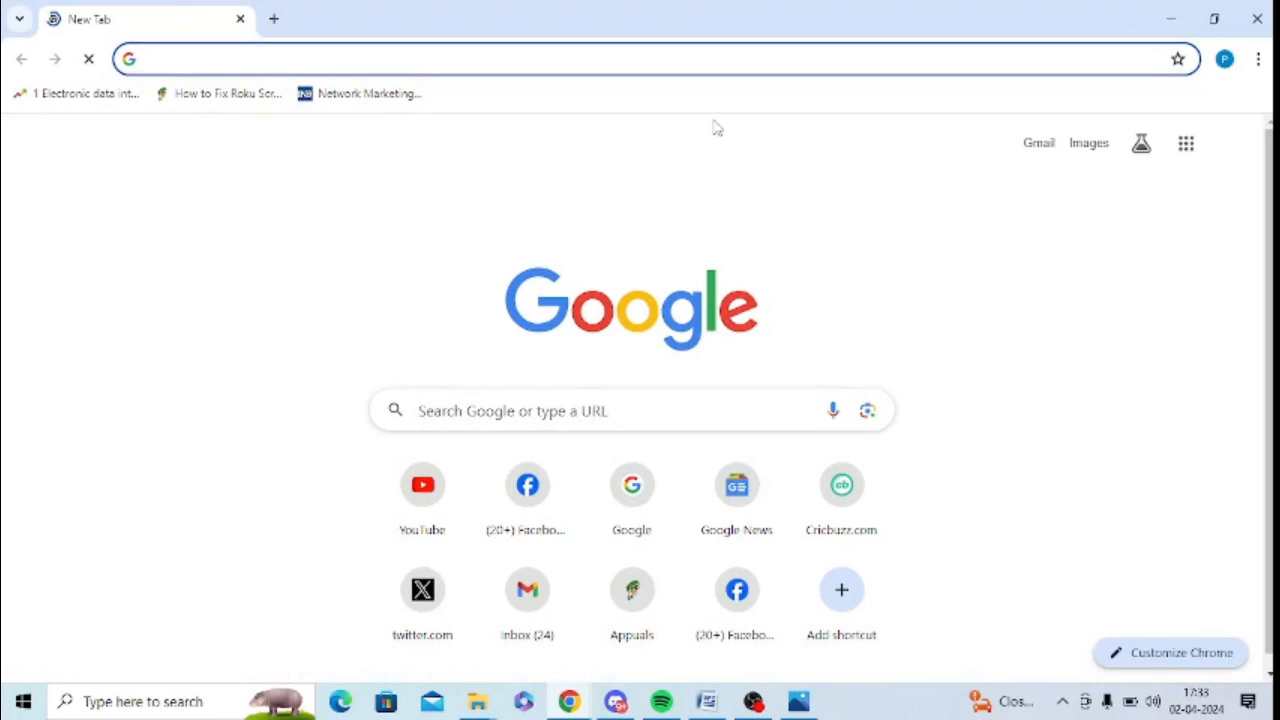 New Tab
1 Electronic data int...
How to Fix Roku Scr...
INB
Network Marketing...
Gmail
Images
Google
Search Google or type a URL
YouTube
(20+) Facebo...
Google
Google News
Cricbuzz.com
twitter.com
Inbox (24)
Appuals
(20+) Facebo...
Add shortcut
Customize Chrome
Type here to search
Clos...
17:33
02-04-2024